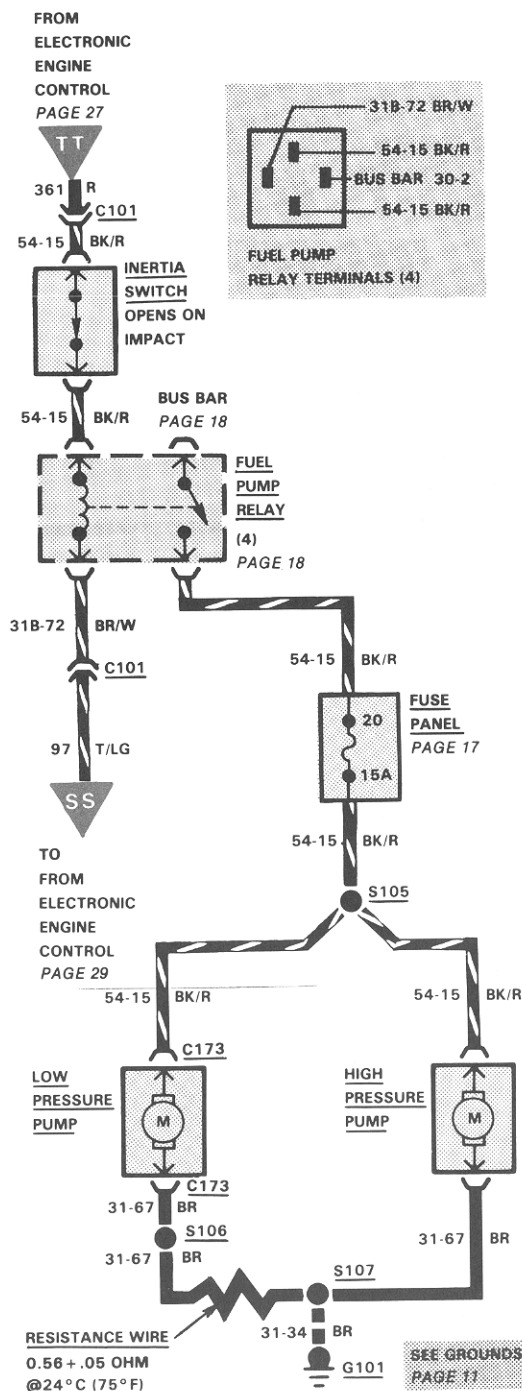 FROM
ELECTRONIC
ENGINE
CONTROL
PAGE 27
TT
361 R
C101
54-15 BK/R
INERTIA
SWITCH
OPENS ON
IMPACT
31B-72 BR/W
54-15 BK/R
BUS BAR 30-2
54-15 BK/R
FUEL PUMP
RELAY TERMINALS (4)
54-15 BK/R
BUS BAR
PAGE 18
FUEL
PUMP
RELAY
(4)
PAGE 18
31B-72 BR/W
C101
97 T/LG
SS
TO
FROM
ELECTRONIC
ENGINE
CONTROL
PAGE 29
54-15 BK/R
FUSE
PANEL
PAGE 17
20
15A
54-15 BK/R
S105
54-15 BK/R
54-15 BK/R
C173
LOW
PRESSURE
PUMP
M
C173
HIGH
PRESSURE
PUMP
M
31-67 BR
S106
31-67 BR
31-67 BR
S107
RESISTANCE WIRE
0.56+.05 OHM
@24°C (75°F)
31-34 BR
G101
SEE GROUNDS
PAGE 11